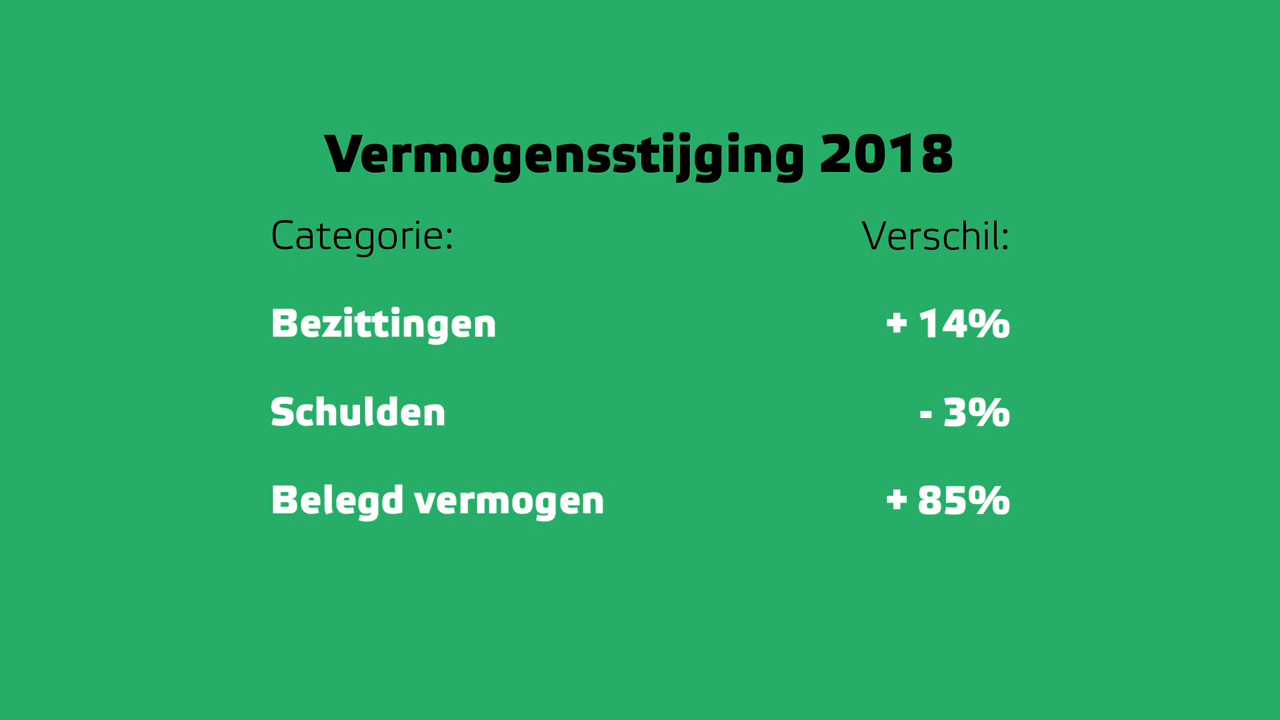 Vermogensstijging 2018
Categorie: Verschil:
Bezittingen + 14%
Schulden - 3%
Belegd vermogen + 85%